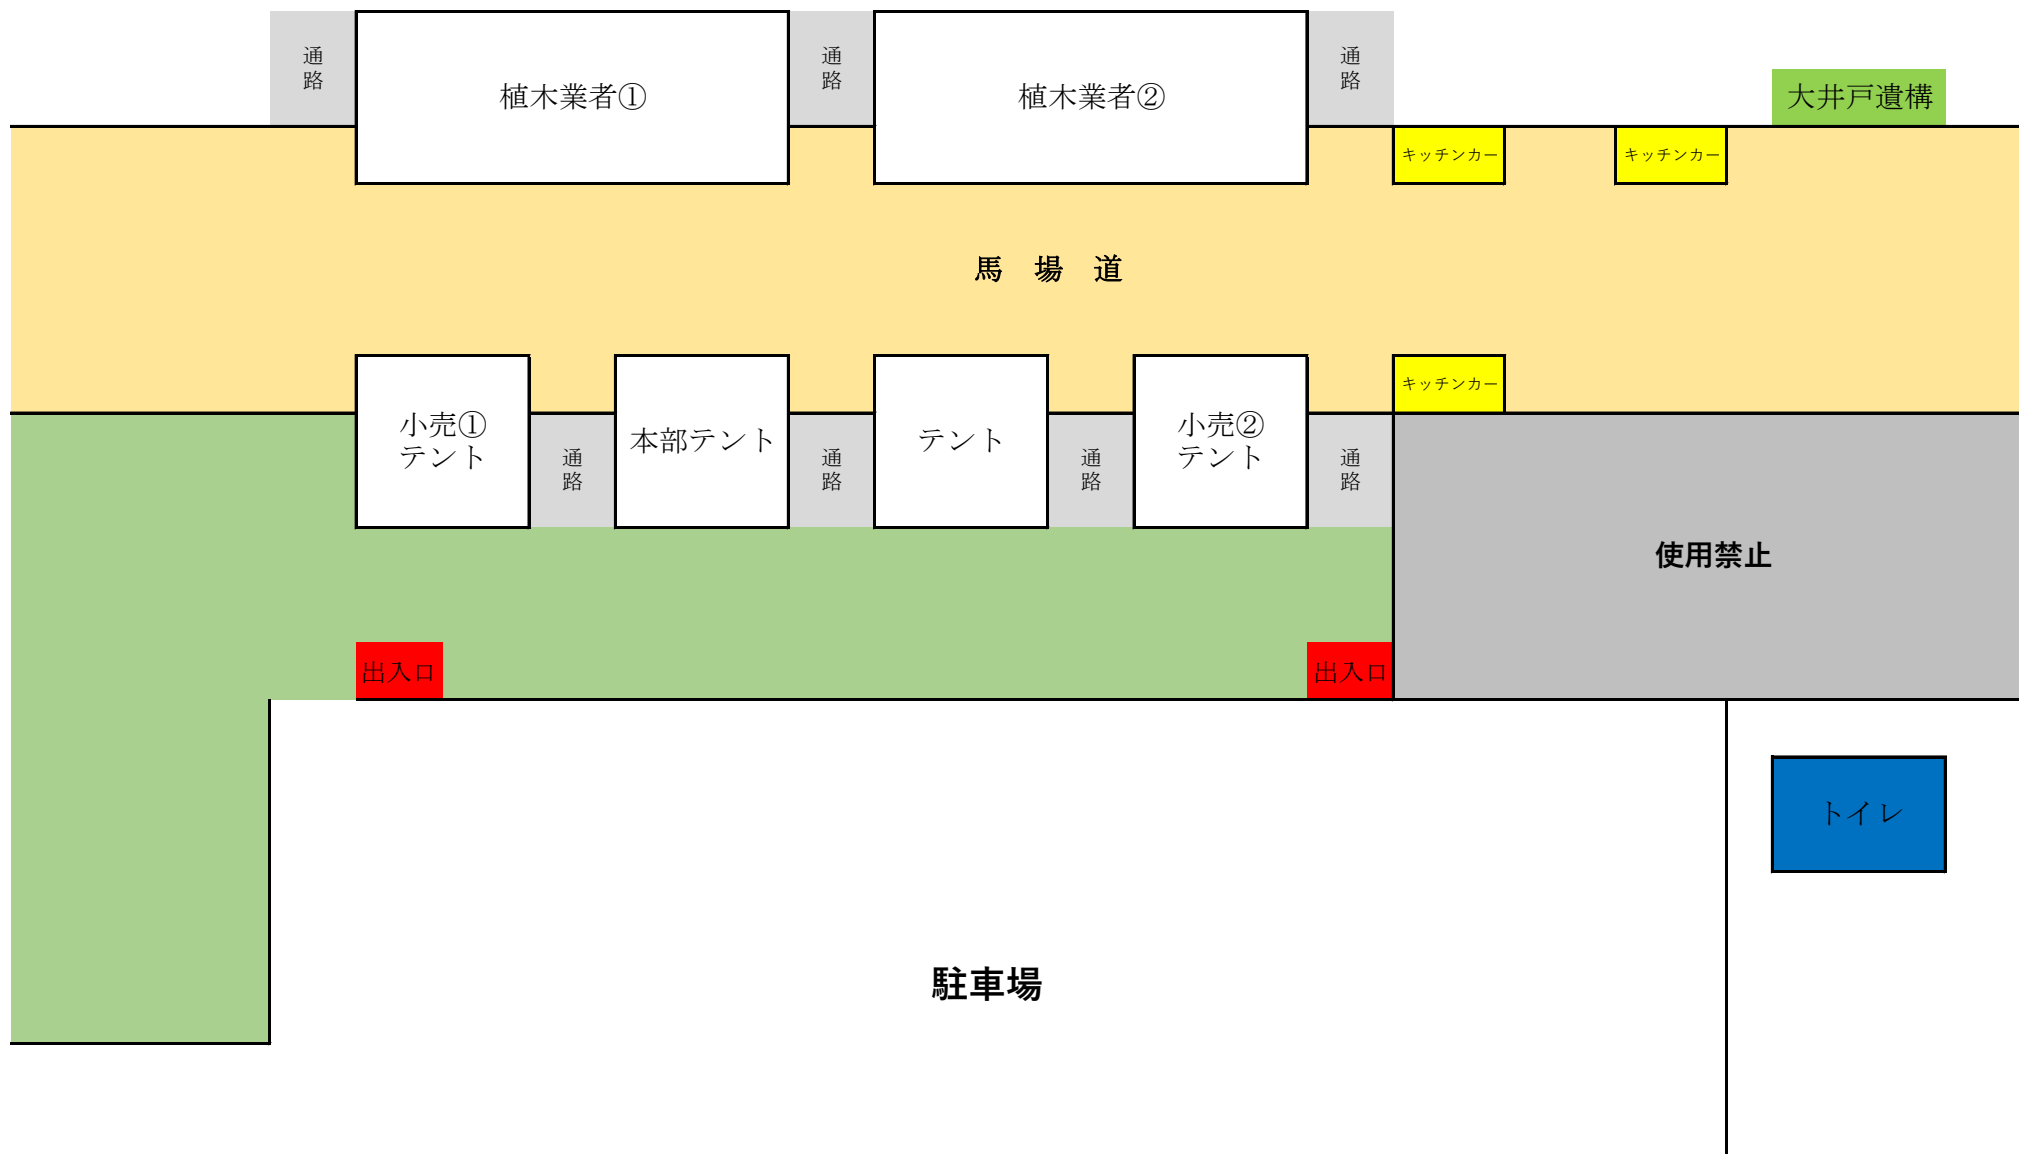 通路
植木業者①
通路
植木業者②
通路
大井戸遺構
キッチンカー
キッチンカー
馬　場　道
キッチンカー
小売①
テント
通路
本部テント
通路
テント
通路
小売②
テント
通路
使用禁止
出入口
出入口
トイレ
駐車場